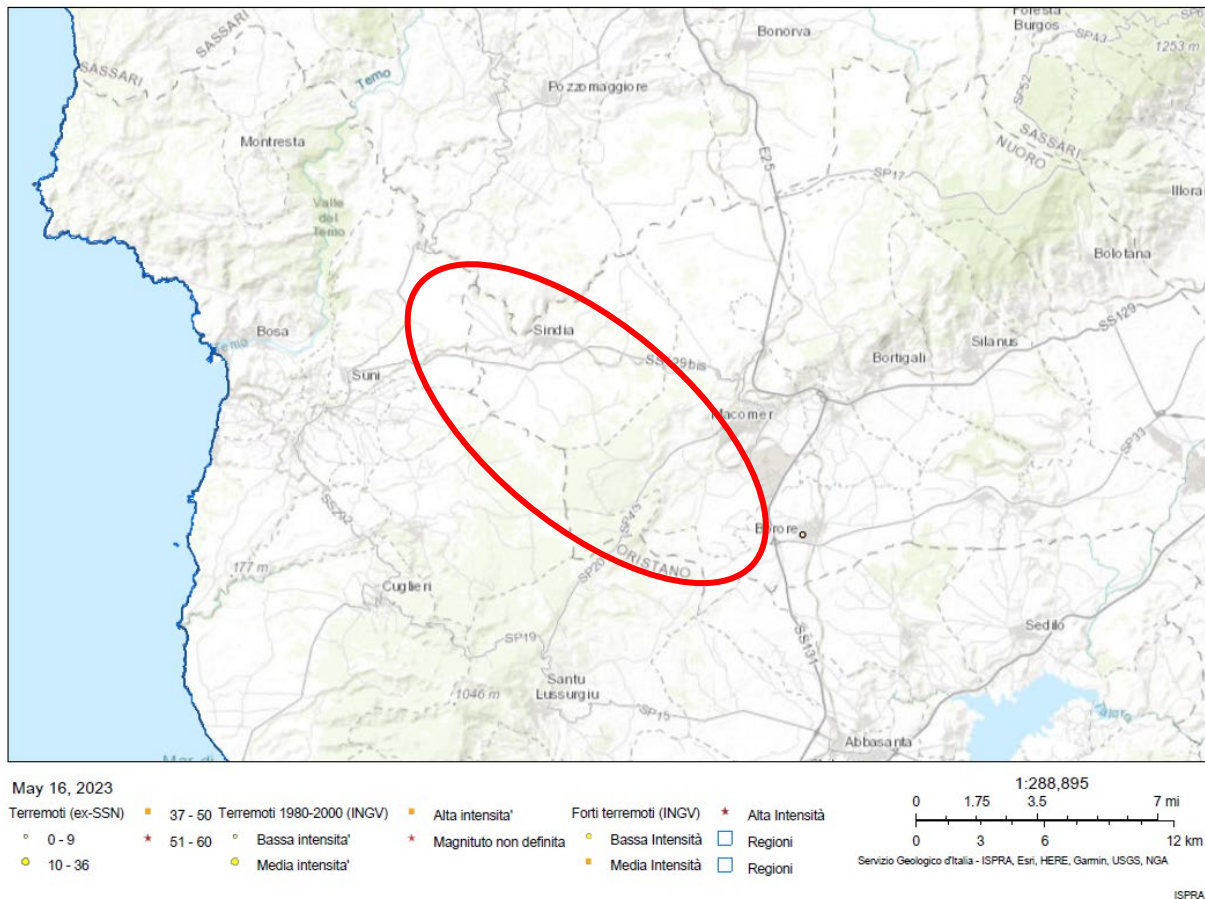 Foresta
Burgos
SP43
1253 m
Bonorva
SASSARI
SASSARI
Temo
Pozzomaggiore
SP52
Montresta
E25
SASSARI
NUORO
SP17
Valle
del
Temo
Bolotana
Bosa
Temo
Sindia
SS129
Silanus
SS129bis
Bortigali
Suni
Macomer
SP33
SS292
SP43
Borore
ORISTANO
177 m
SP20
Cuglieri
SP19
SS131
Sedilo
Santu
Lussurgiu
1046 m
SP15
Abbasanta
Mar di
May 16, 2023
1:288,895
Terremoti (ex-SSN)
0 - 9
10 - 36
37 - 50
51 - 60
Terremoti 1980-2000 (INGV)
Bassa intensita'
Media intensita'
Alta intensita'
Magnituto non definita
Forti terremoti (INGV)
Bassa Intensità
Media Intensità
Alta Intensità
Regioni
Regioni
0 1.75 3.5 7 mi
0 3 6 12 km
Servizio Geologico d'Italia - ISPRA, Esri, HERE, Garmin, USGS, NGA
ISPRA